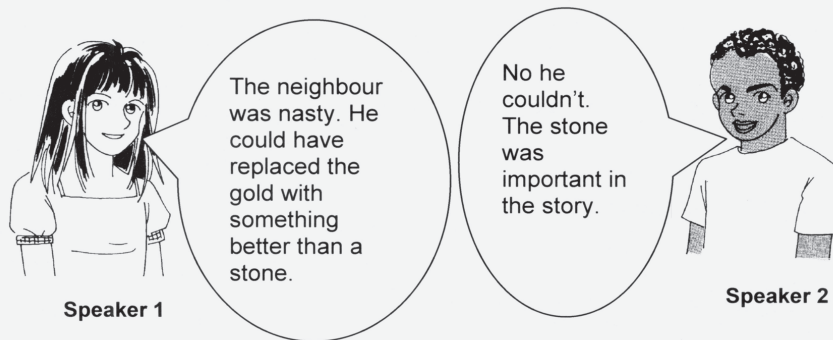 The neighbour
was nasty. He
could have
replaced the
gold with
something
better than a
stone.
Speaker 1
No he
couldn't.
The stone
was
important in
the story.
Speaker 2